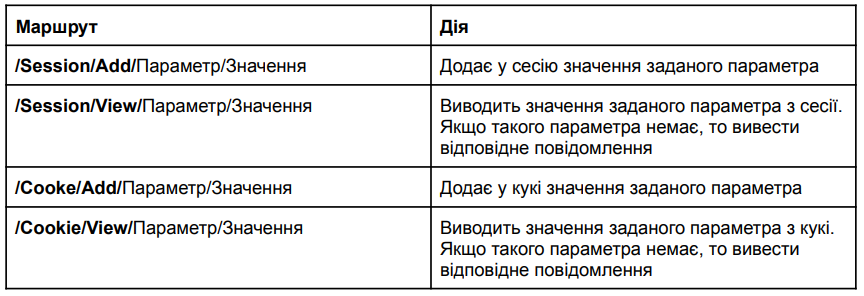 Маршрут
Дія
/Session/Add/Параметр/Значення
Додає у сесію значення заданого параметра
/Session/View/Параметр/Значення
Виводить значення заданого параметра з сесії.
Якщо такого параметра немає, то вивести
відповідне повідомлення
/Cooke/Add/Параметр/Значення
Додає у кукі значення заданого параметра
/Cookie/View/Параметр/Значення
Виводить значення заданого параметра з кукі.
Якщо такого параметра немає, то вивести
відповідне повідомлення